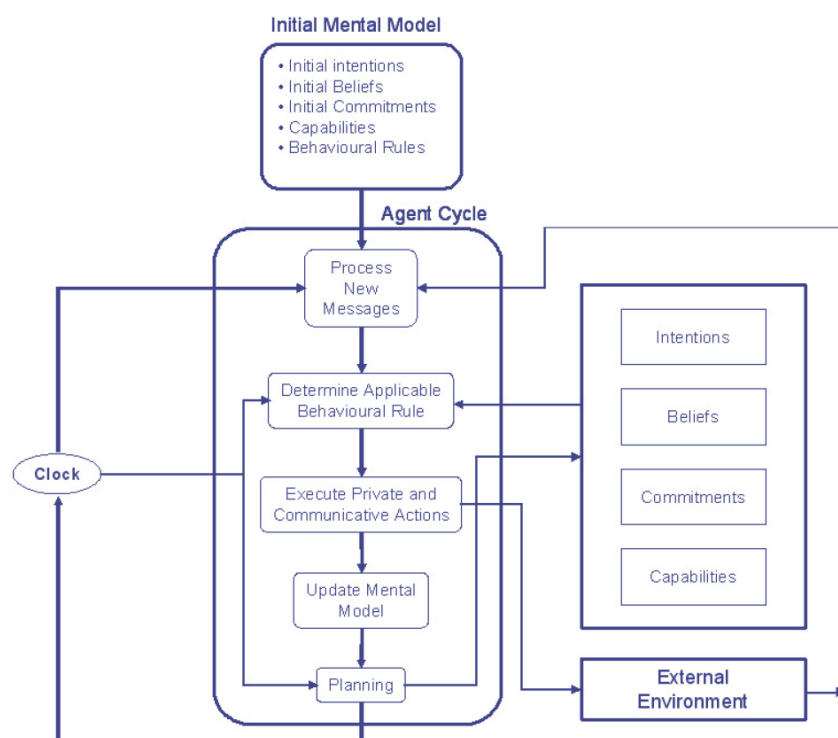 Initial Mental Model
• Initial intentions
• Initial Beliefs
• Initial Commitments
• Capabilities
• Behavioural Rules
Agent Cycle
Process
New
Messages
Determine Applicable
Behavioural Rule
Clock
Execute Private and
Communicative Actions
Update Mental
Model
Planning
Intentions
Beliefs
Commitments
Capabilities
External
Environment